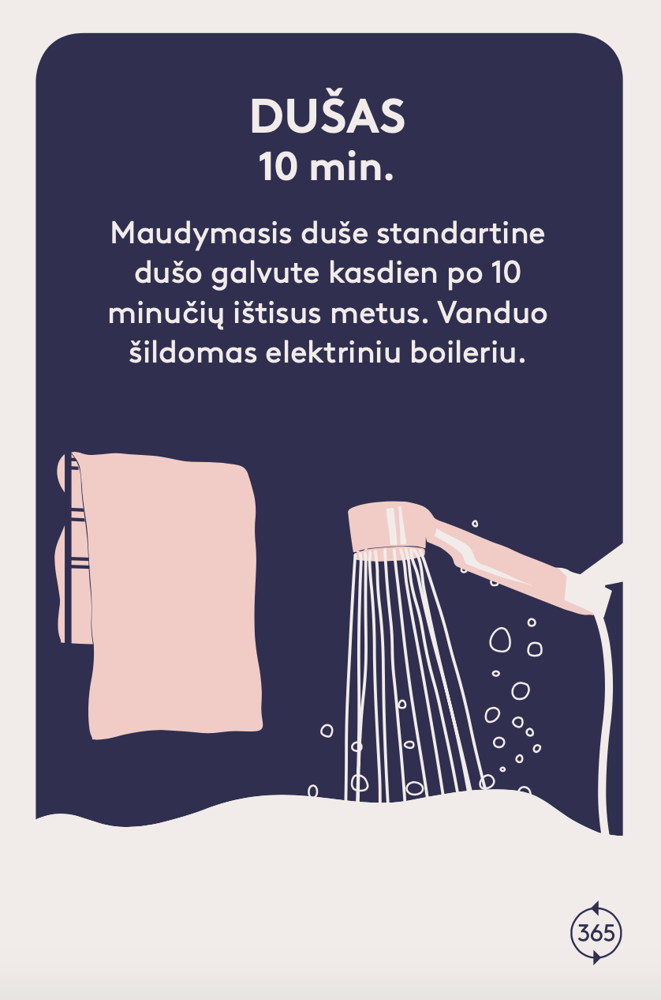 DUŠAS
10 min.
Maudymasis duše standartine
dušo galvute kasdien po 10
minučių ištisus metus. Vanduo
šildomas elektriniu boileriu.
365